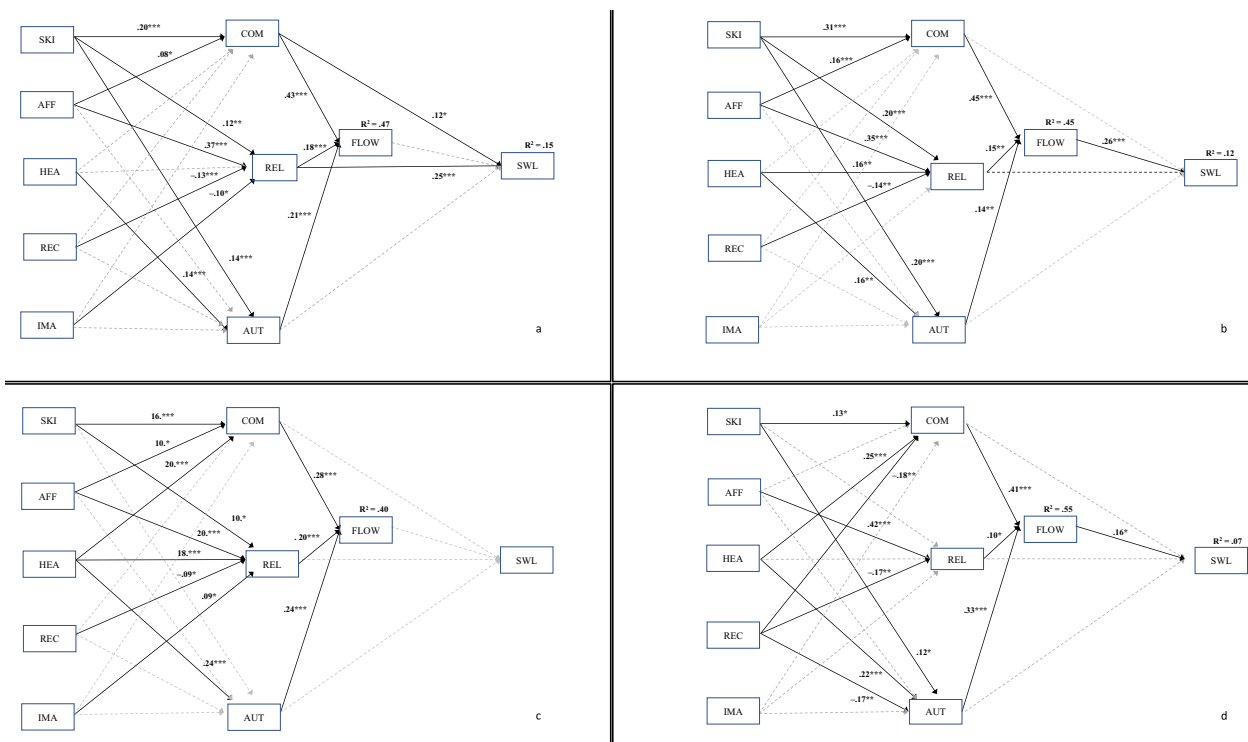 SKI
AFF
HEA
REC
IMA
COM
REL
AUT
FLOW
SWL
.20***
.08*
.12**
.37***
–.13***
–.10*
.14***
.14***
.43***
.18***
.21***
.12*
.25***
R² = .47
R² = .15
a
SKI
AFF
HEA
REC
IMA
COM
REL
AUT
FLOW
SWL
.31***
.16***
.20***
.35***
.16**
–.14**
.20***
.16**
.45***
.15**
.14**
.26***
R² = .45
R² = .12
b
SKI
AFF
HEA
REC
IMA
COM
REL
AUT
FLOW
SWL
16.***
10.*
20.***
10.*
20.***
18.***
–.09*
.09*
.24***
.28***
. 20***
.24***
R² = .40
c
SKI
AFF
HEA
REC
IMA
COM
REL
AUT
FLOW
SWL
.13*
.25***
–.18**
.42***
–.17**
.12*
.22***
–.17**
.41***
.10*
.33***
.16*
R² = .55
R² = .07
d